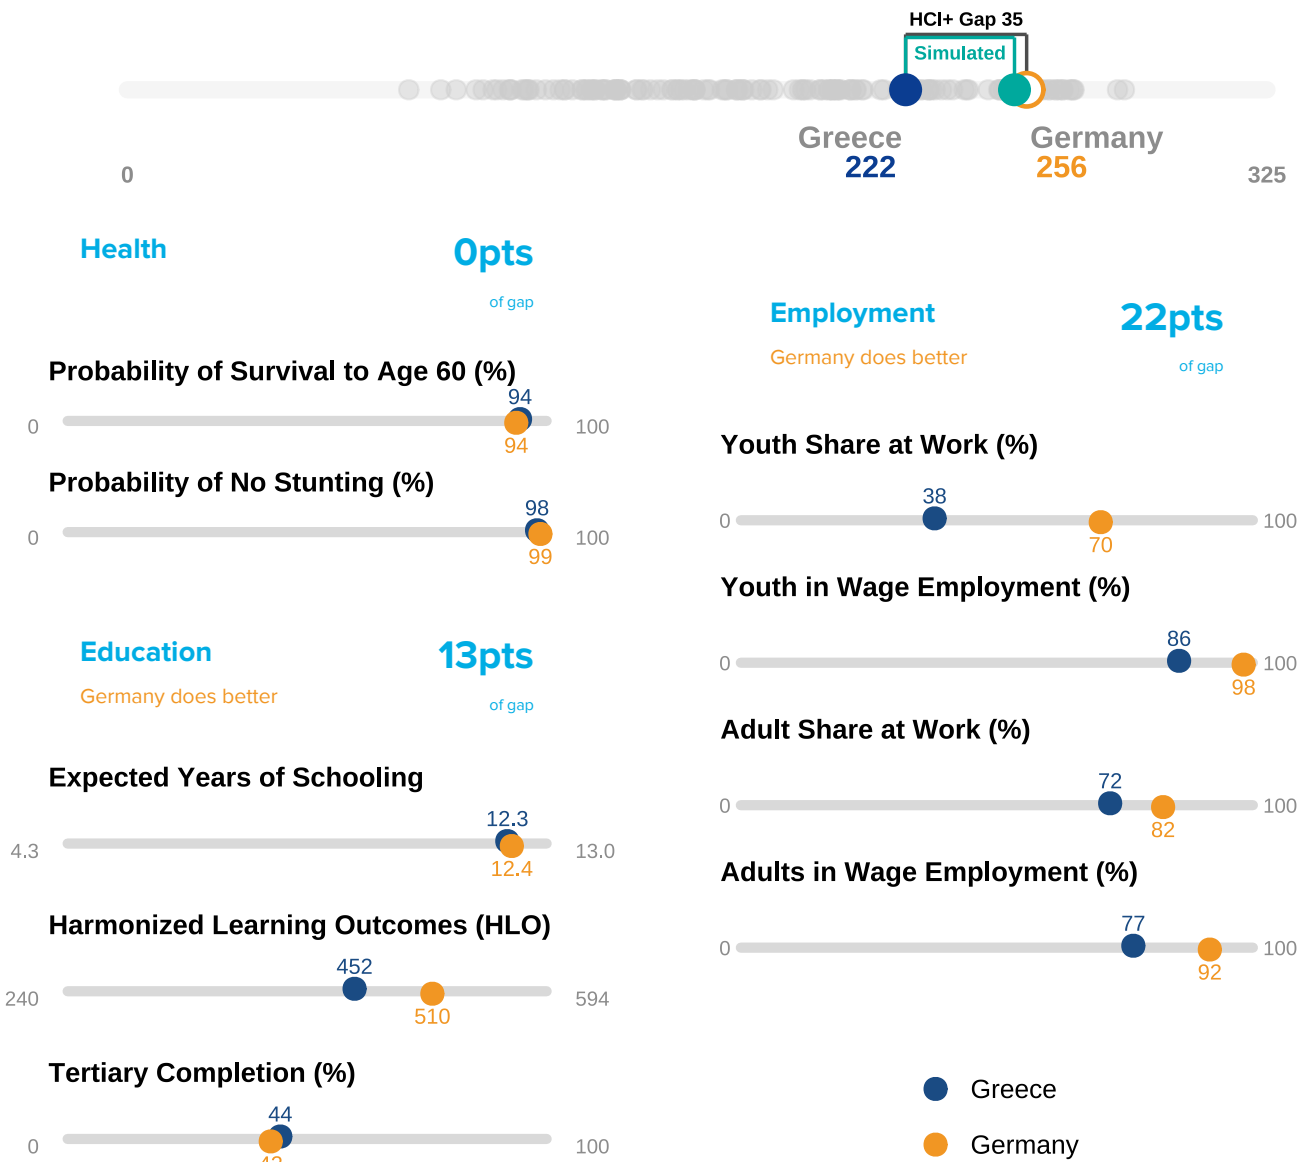 HCI+ Gap 35
Simulated
Greece
222
Germany
256
0
325
Health
0pts
of gap
Probability of Survival to Age 60 (%)
94
0
100
94
Probability of No Stunting (%)
98
0
100
99
Education
13pts
Germany does better
of gap
Expected Years of Schooling
12.3
4.3
13.0
12.4
Harmonized Learning Outcomes (HLO)
452
240
594
510
Tertiary Completion (%)
44
0
100
Employment
22pts
Germany does better
of gap
Youth Share at Work (%)
38
0
100
70
Youth in Wage Employment (%)
86
0
100
98
Adult Share at Work (%)
72
0
100
82
Adults in Wage Employment (%)
77
0
100
92
Greece
Germany